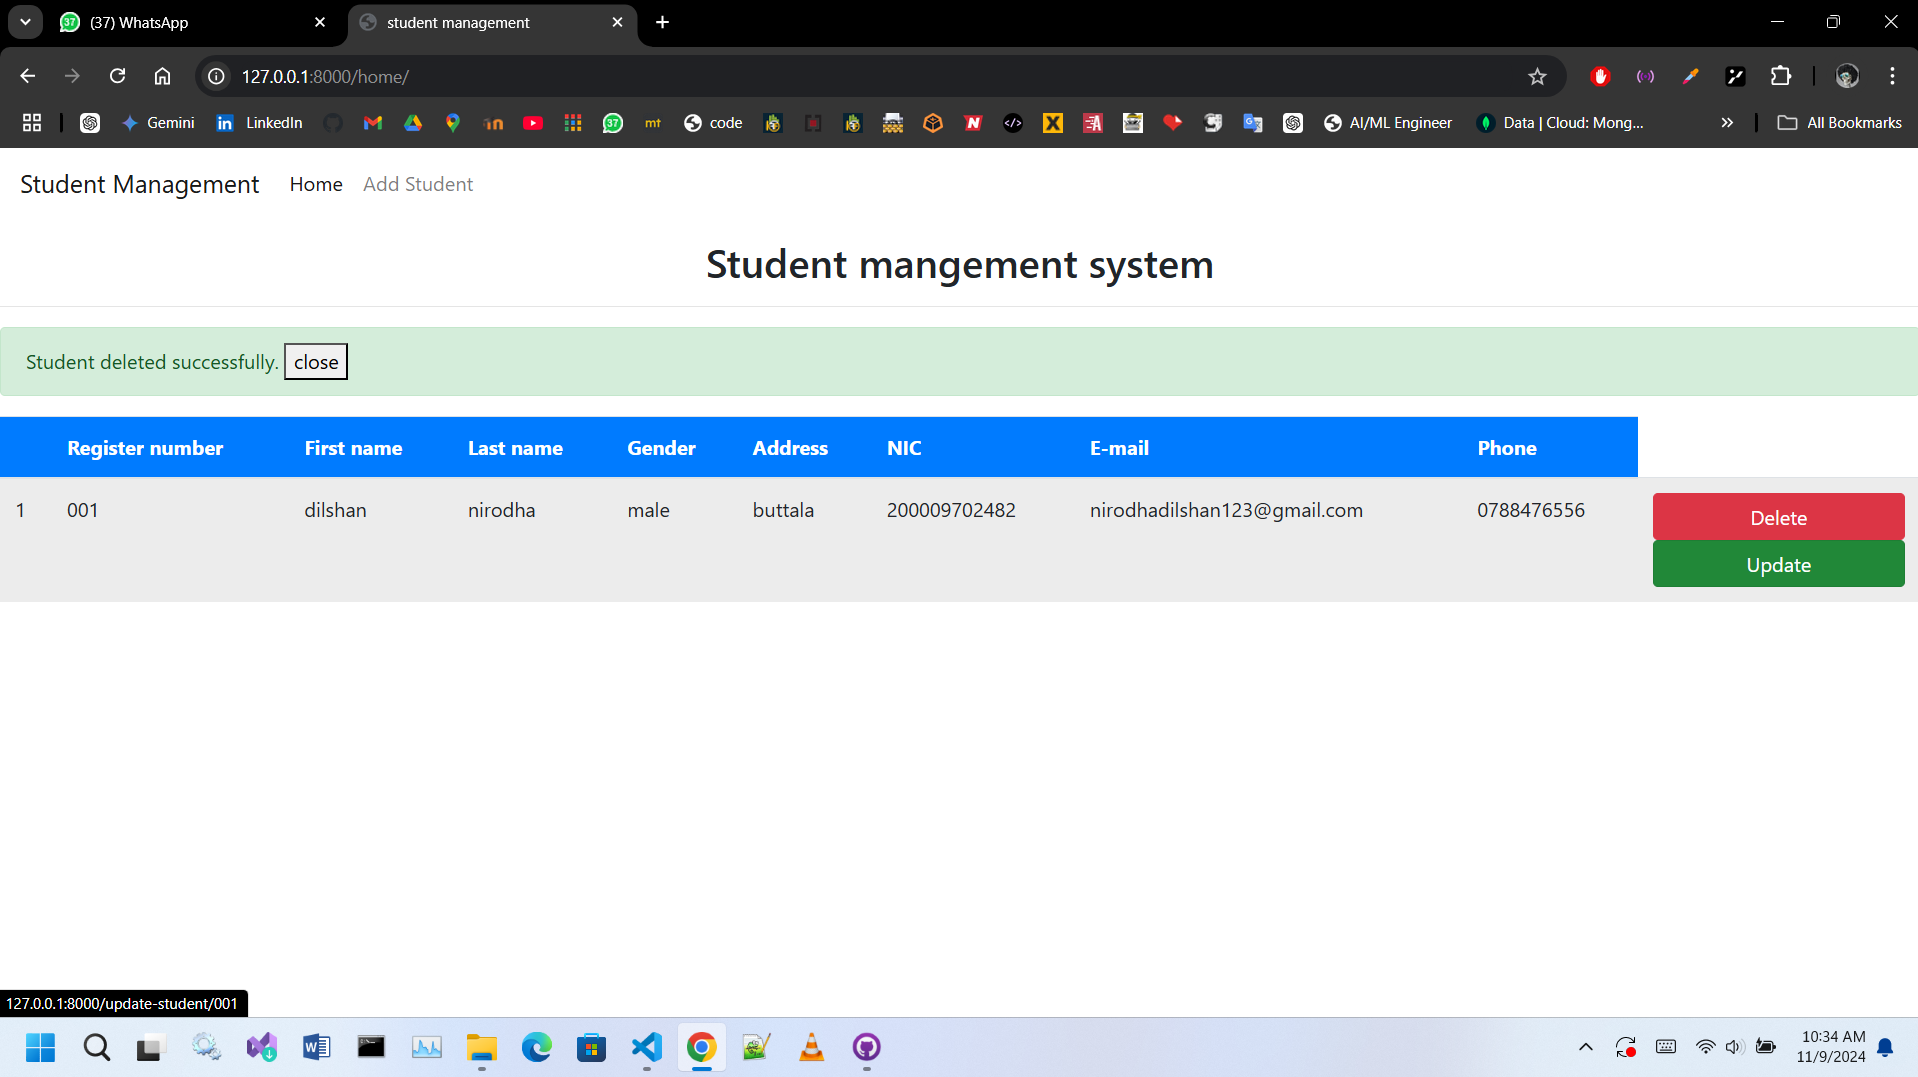 (37) WhatsApp
student management
127.0.0.1:8000/home/
Gemini
LinkedIn
37
mt
code
AI/ML Engineer
Data | Cloud: Mong...
All Bookmarks
Student Management Home Add Student
Student mangement system
Student deleted successfully. close
Register number First name Last name Gender Address NIC E-mail Phone
1 001 dilshan nirodha male buttala 200009702482 nirodhadilshan123@gmail.com 0788476556 Delete
Update
127.0.0.1:8000/update-student/001
10:34 AM
11/9/2024